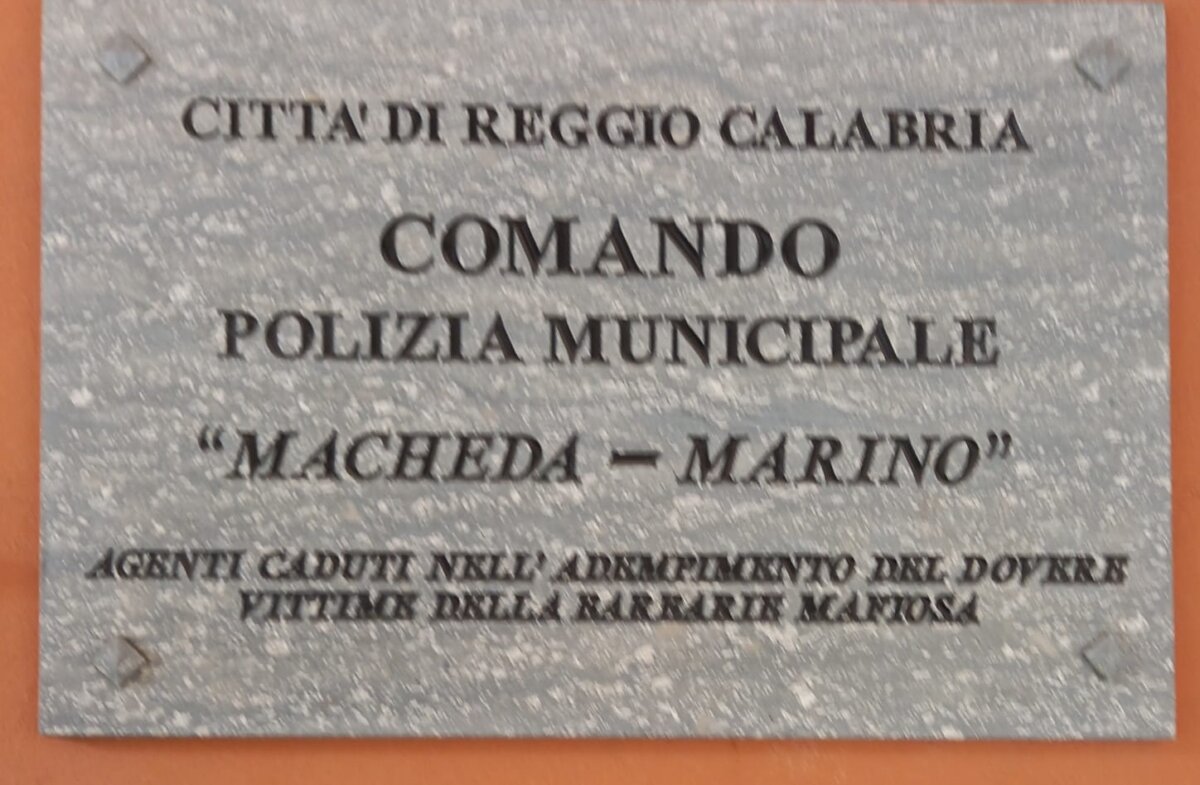 CITTA' DI REGGIO CALABRIA
COMANDO
POLIZIA MUNICIPALE
“MACHEDA – MARINO”
AGENTI CADUTI NELL' ADEMPIMENTO DEL DOVERE
VITTIME DELLA BARBARIE MAFIOSA